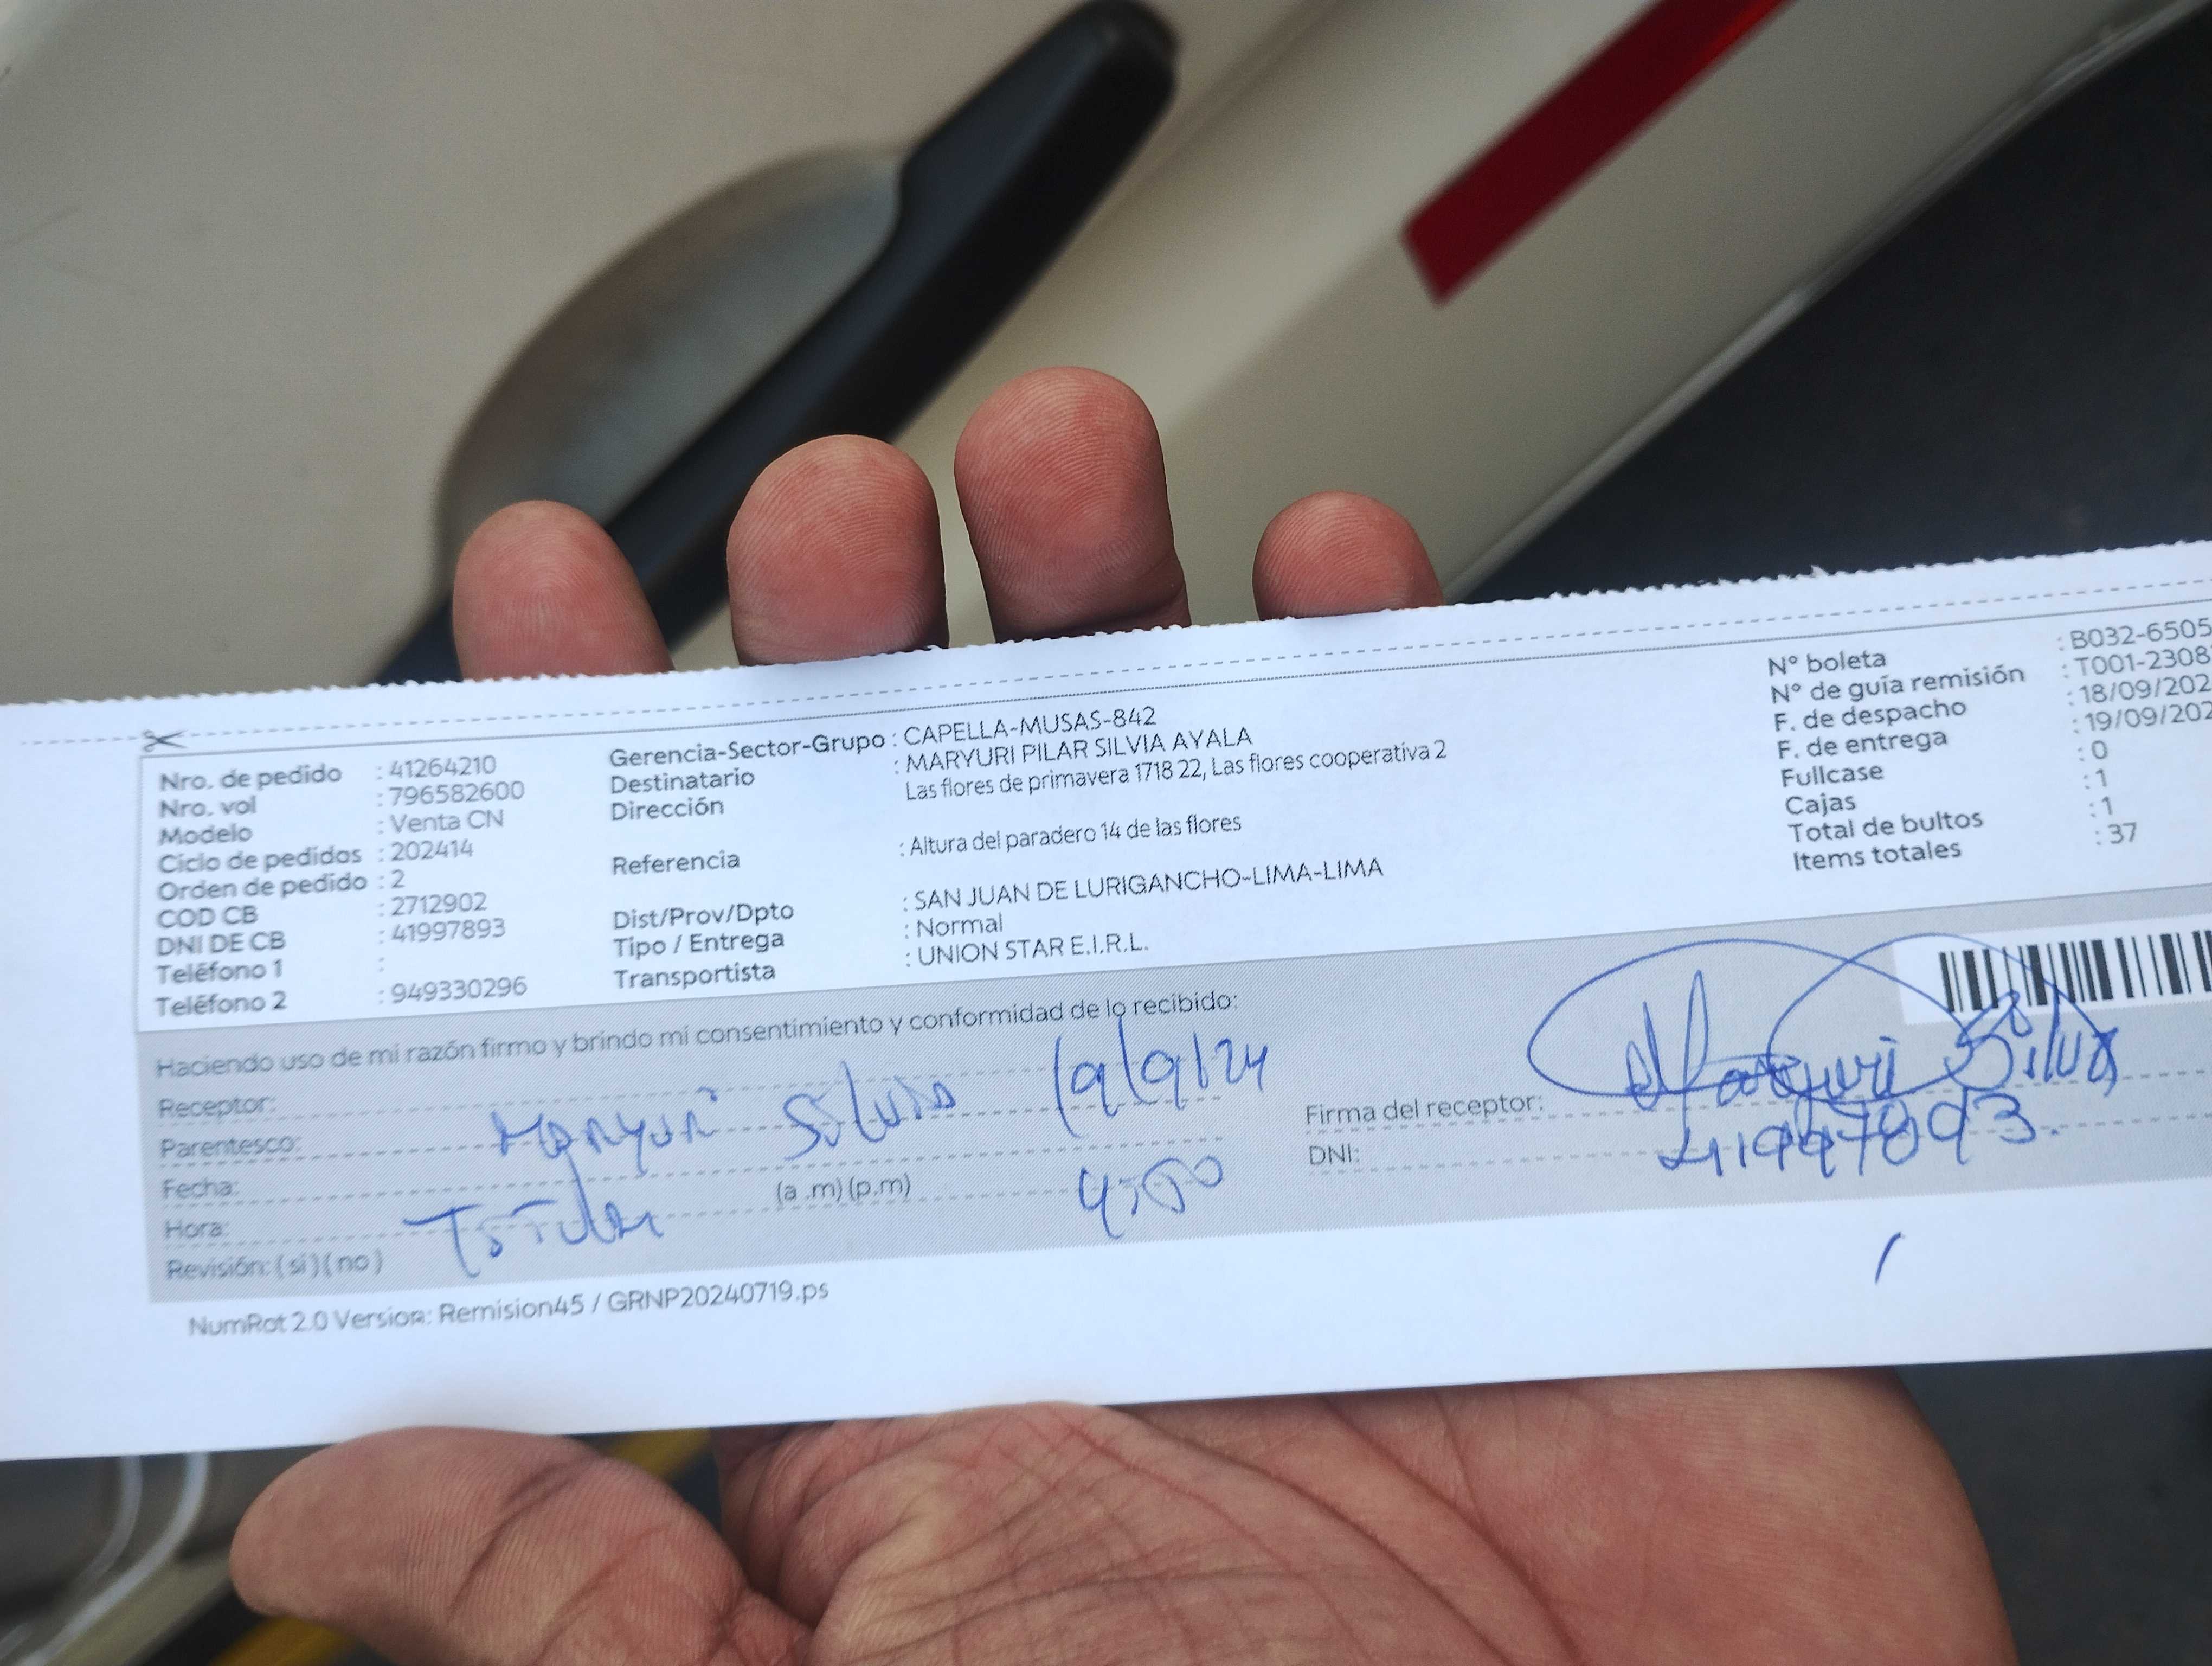 Nro. de pedido : 41264210
Nro. vol : 796582600
Modelo : Venta CN
Ciclo de pedidos : 202414
Orden de pedido : 2
COD CB : 2712902
DNI DE CB : 41997893
Teléfono 1 :
Teléfono 2 : 949330296
Gerencia-Sector-Grupo : CAPELLA-MUSAS-842
Destinatario : MARYURI PILAR SILVIA AYALA
Dirección Las flores de primavera 1718 22, Las flores cooperativa 2
Referencia : Altura del paradero 14 de las flores
Dist/Prov/Dpto : SAN JUAN DE LURIGANCHO-LIMA-LIMA
Tipo / Entrega : Normal
Transportista : UNION STAR E.I.R.L.
N° boleta : B032-6505
N° de guía remisión : T001-2308
F. de despacho : 18/09/202
F. de entrega : 19/09/202
Fullcase : 0
Cajas : 1
Total de bultos : 1
Items totales : 37
Haciendo uso de mi razón firmo y brindo mi consentimiento y conformidad de lo recibido:
Receptor:
Parentesco: Maryuri Silvia 19/9/24
Fecha: (a .m) (p.m) 4:00
Hora: Titular
Revisión: (si) (no)
Firma del receptor: Maryuri Silvia
DNI: 41997893.
NumRot 2.0 Version: Remision45 / GRNP20240719.ps